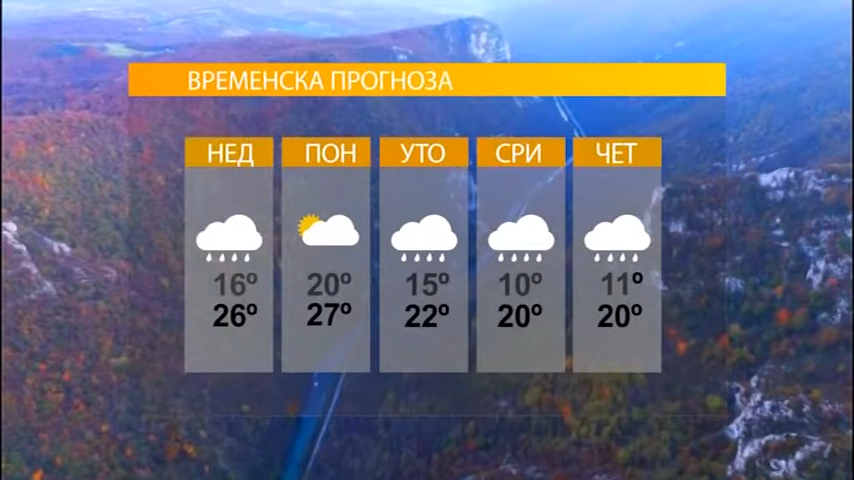 ВРЕМЕНСКА ПРОГНОЗА
НЕД ПОН УТО СРИ ЧЕТ
16º 20º 15º 10º 11º
26º 27º 22º 20º 20º